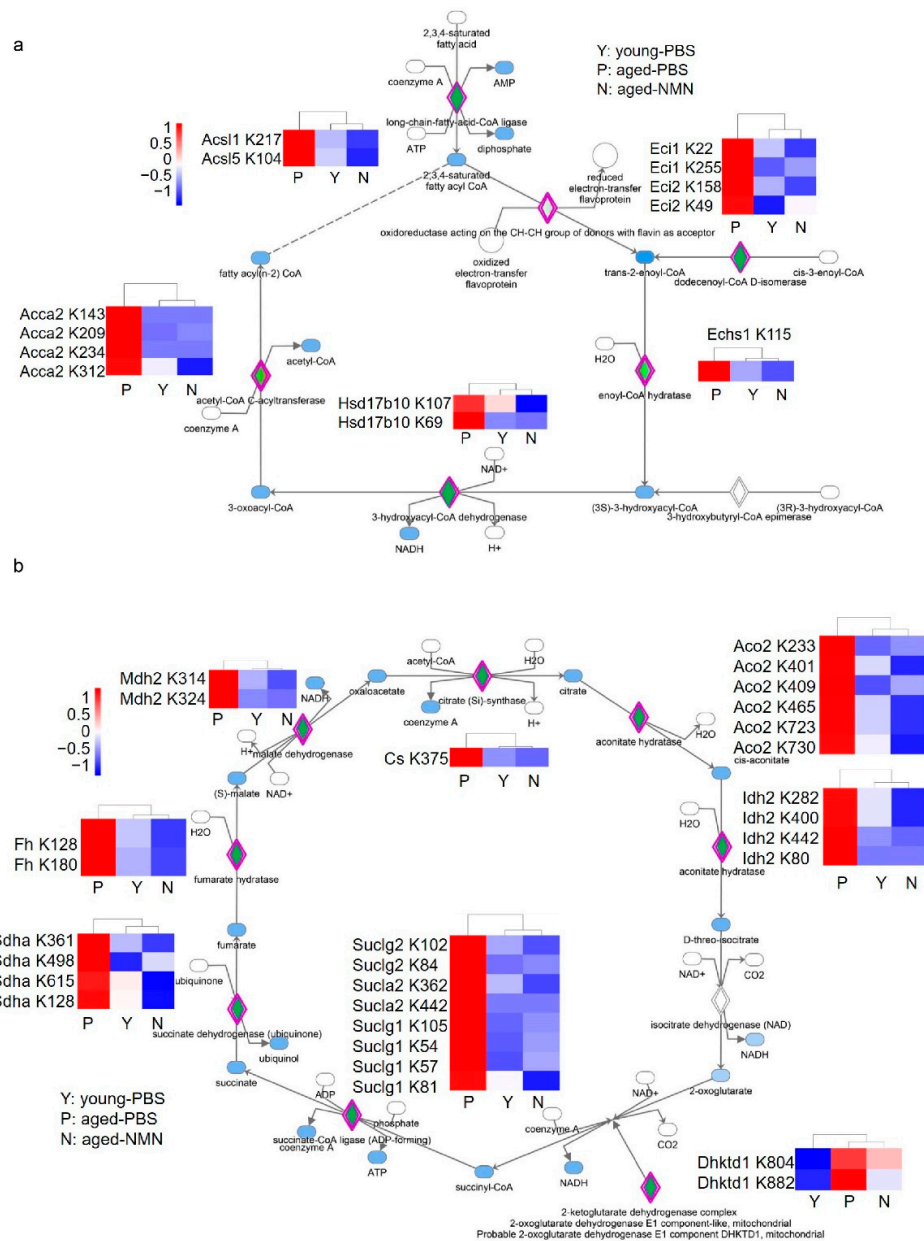 a
2,3,4-saturated
fatty acid
coenzyme A
AMP
Y: young-PBS
P: aged-PBS
N: aged-NMN
long-chain-fatty-acid-CoA ligase
ATP
diphosphate
2,3,4-saturated
fatty acyl CoA
1
0.5
0
−0.5
−1
Acsl1 K217
Acsl5 K104
P Y N
reduced
electron-transfer
flavoprotein
Eci1 K22
Eci1 K255
Eci2 K158
Eci2 K49
P Y N
oxidoreductase acting on the CH-CH group of donors with flavin as acceptor
oxidized
electron-transfer
flavoprotein
fatty acyl(n-2) CoA
trans-2-enoyl-CoA
dodecenoyl-CoA D-isomerase
cis-3-enoyl-CoA
Acca2 K143
Acca2 K209
Acca2 K234
Acca2 K312
P Y N
acetyl-CoA
acetyl-CoA C-acyltransferase
coenzyme A
Echs1 K115
P Y N
H2O
enoyl-CoA hydratase
Hsd17b10 K107
Hsd17b10 K69
P Y N
NAD+
3-oxoacyl-CoA
3-hydroxyacyl-CoA dehydrogenase
NADH
H+
(3S)-3-hydroxyacyl-CoA
3-hydroxybutyryl-CoA epimerase
(3R)-3-hydroxyacyl-CoA
b
1
0.5
0
−0.5
−1
Mdh2 K314
Mdh2 K324
P Y N
NADH
oxaloacetate
acetyl-CoA
H2O
citrate (Si)-synthase
coenzyme A
H+
citrate
Cs K375
P Y N
malate dehydrogenase
H+
NAD+
(S)-malate
aconitate hydratase
H2O
cis-aconitate
Aco2 K233
Aco2 K401
Aco2 K409
Aco2 K465
Aco2 K723
Aco2 K730
P Y N
Idh2 K282
Idh2 K400
Idh2 K442
Idh2 K80
P Y N
H2O
aconitate hydratase
Fh K128
Fh K180
P Y N
H2O
fumarate hydratase
fumarate
D-threo-isocitrate
NAD+
CO2
isocitrate dehydrogenase (NAD)
NADH
2-oxoglutarate
Sdha K361
Sdha K498
Sdha K615
Sdha K128
P Y N
ubiquinone
succinate dehydrogenase (ubiquinone)
ubiquinol
succinate
Suclg2 K102
Suclg2 K84
Sucla2 K362
Sucla2 K442
Suclg1 K105
Suclg1 K54
Suclg1 K57
Suclg1 K81
P Y N
Y: young-PBS
P: aged-PBS
N: aged-NMN
ADP
phosphate
succinate-CoA ligase (ADP-forming)
coenzyme A
ATP
succinyl-CoA
coenzyme A
NAD+
CO2
NADH
Dhktd1 K804
Dhktd1 K882
Y P N
2-ketoglutarate dehydrogenase complex
2-oxoglutarate dehydrogenase E1 component-like, mitochondrial
Probable 2-oxoglutarate dehydrogenase E1 component DHKTD1, mitochondrial